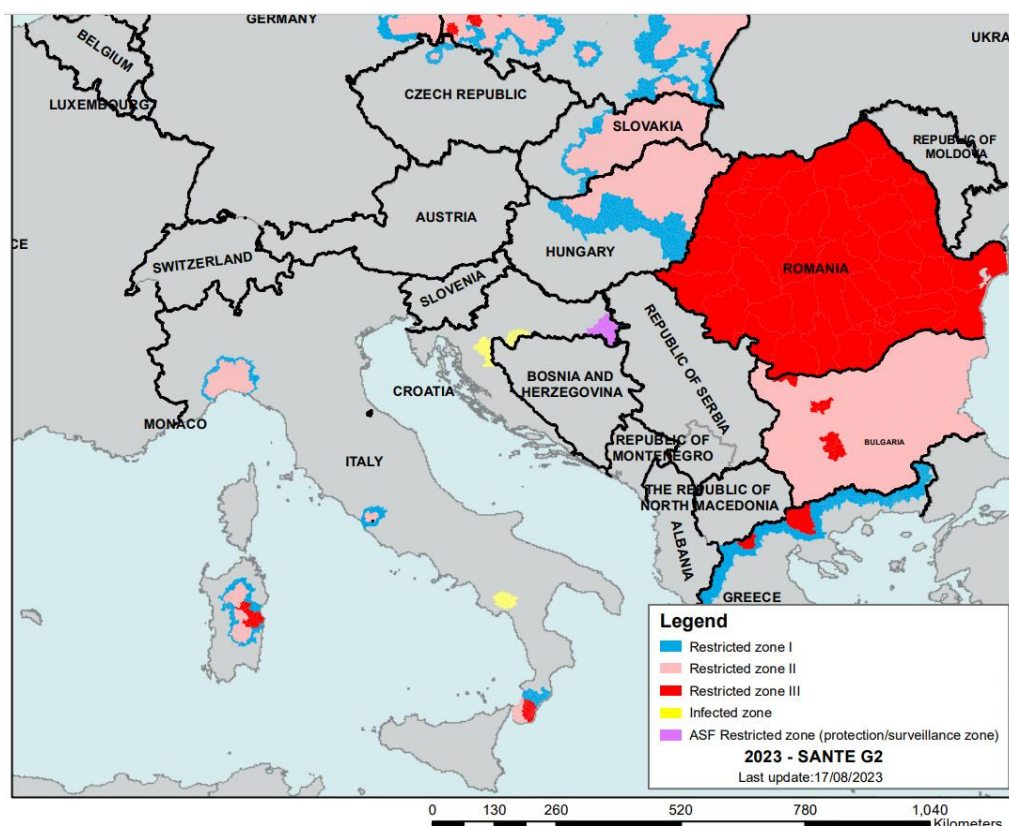 GERMANY
UKRA
BELGIUM
LUXEMBOURG
CZECH REPUBLIC
SLOVAKIA
REPUBLIC OF
MOLDOVA
AUSTRIA
CE
HUNGARY
SWITZERLAND
ROMANIA
SLOVENIA
REPUBLIC OF SERBIA
CROATIA
BOSNIA AND
HERZEGOVINA
MONACO
BULGARIA
REPUBLIC OF
MONTENEGRO
ITALY
THE REPUBLIC OF
NORTH MACEDONIA
ALBANIA
GREECE
Legend
Restricted zone I
Restricted zone II
Restricted zone III
Infected zone
ASF Restricted zone (protection/surveillance zone)
2023 - SANTE G2
Last update:17/08/2023
0 130 260 520 780 1,040
Kilometers